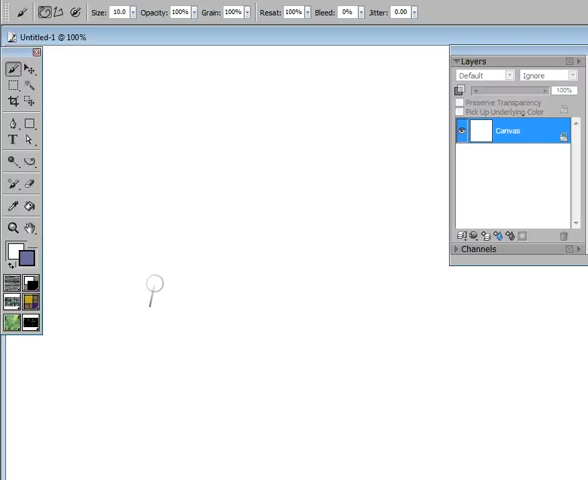 Size: 10.0 Opacity: 100% Grain: 100% Resat: 100% Bleed: 0% Jitter: 0.00
Untitled-1 @ 100%
Layers
Default Ignore
100%
Preserve Transparency
Pick Up Underlying Color
Canvas
Channels
T